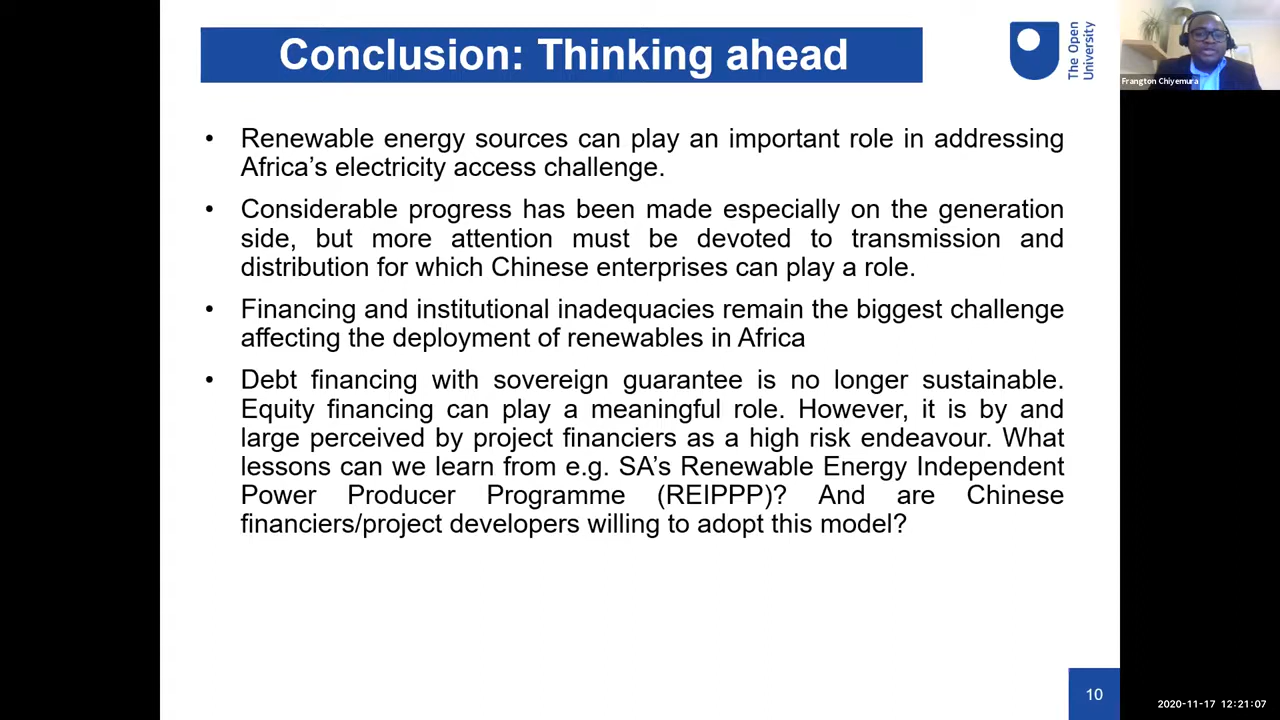 Conclusion: Thinking ahead
The Open
University
Frangton Chiyemura
• Renewable energy sources can play an important role in addressing
Africa’s electricity access challenge.
• Considerable progress has been made especially on the generation
side, but more attention must be devoted to transmission and
distribution for which Chinese enterprises can play a role.
• Financing and institutional inadequacies remain the biggest challenge
affecting the deployment of renewables in Africa
• Debt financing with sovereign guarantee is no longer sustainable.
Equity financing can play a meaningful role. However, it is by and
large perceived by project financiers as a high risk endeavour. What
lessons can we learn from e.g. SA’s Renewable Energy Independent
Power Producer Programme (REIPPP)? And are Chinese
financiers/project developers willing to adopt this model?
10
2020-11-17 12:21:07